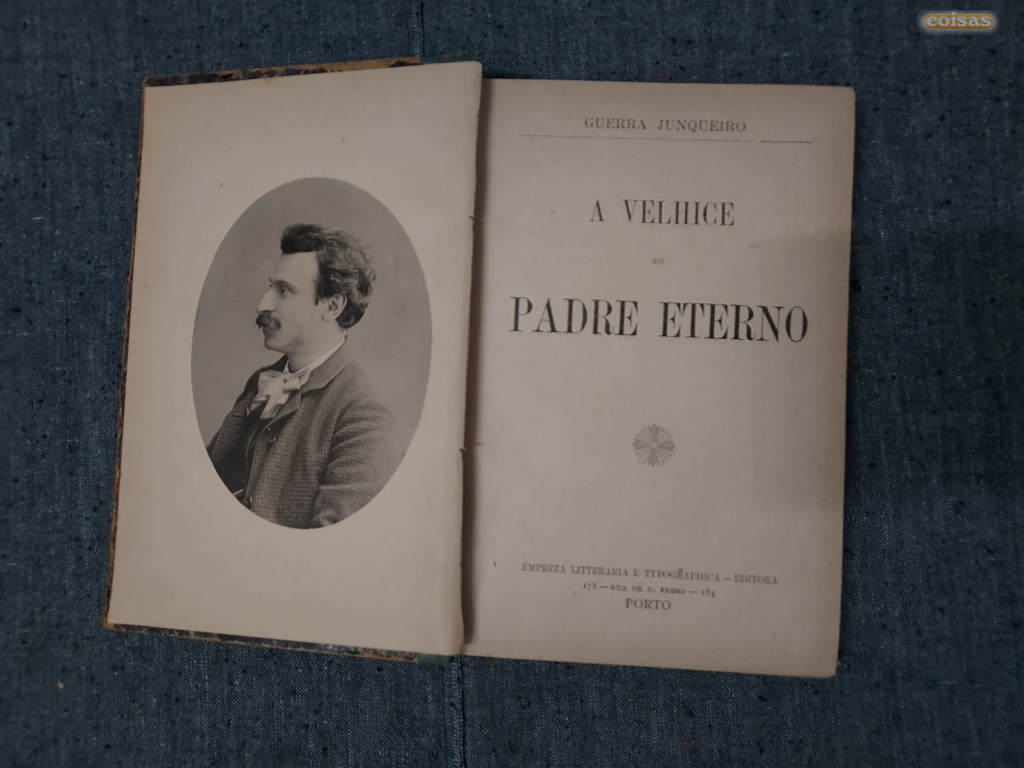 coisas
GUERRA JUNQUEIRO
A VELHICE
DO
PADRE ETERNO
EMPREZA LITTERARIA E TYPOGRAPHICA — EDITORA
178 — RUA DE D. PEDRO — 184
PORTO